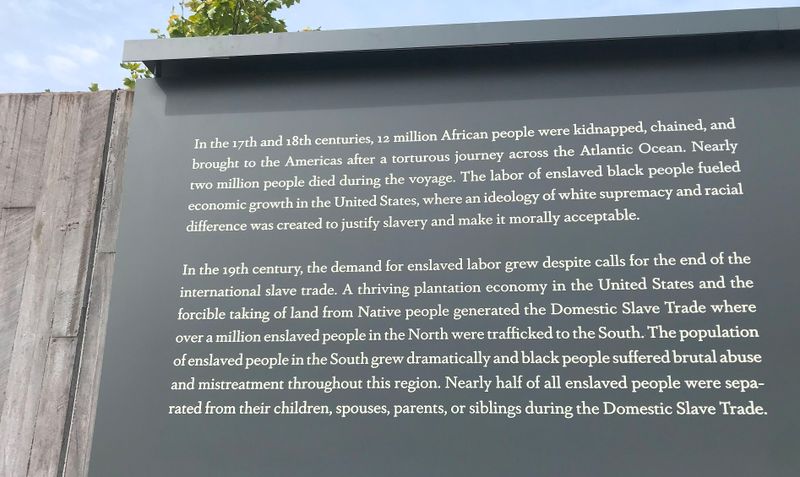 In the 17th and 18th centuries, 12 million African people were kidnapped, chained, and
brought to the Americas after a torturous journey across the Atlantic Ocean. Nearly
two million people died during the voyage. The labor of enslaved black people fueled
economic growth in the United States, where an ideology of white supremacy and racial
difference was created to justify slavery and make it morally acceptable.
In the 19th century, the demand for enslaved labor grew despite calls for the end of the
international slave trade. A thriving plantation economy in the United States and the
forcible taking of land from Native people generated the Domestic Slave Trade where
over a million enslaved people in the North were trafficked to the South. The population
of enslaved people in the South grew dramatically and black people suffered brutal abuse
and mistreatment throughout this region. Nearly half of all enslaved people were sepa-
rated from their children, spouses, parents, or siblings during the Domestic Slave Trade.